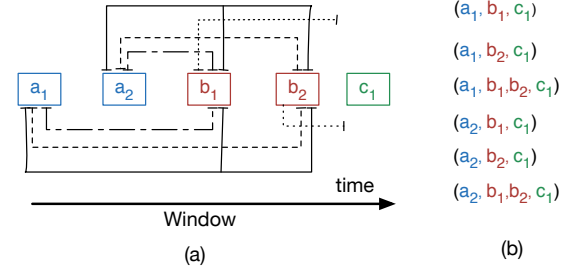 a₁ a₂ b₁ b₂ c₁
time
Window
(a)
(a₁, b₁, c₁)
(a₁, b₂, c₁)
(a₁, b₁,b₂, c₁)
(a₂, b₁, c₁)
(a₂, b₂, c₁)
(a₂, b₁,b₂, c₁)
(b)